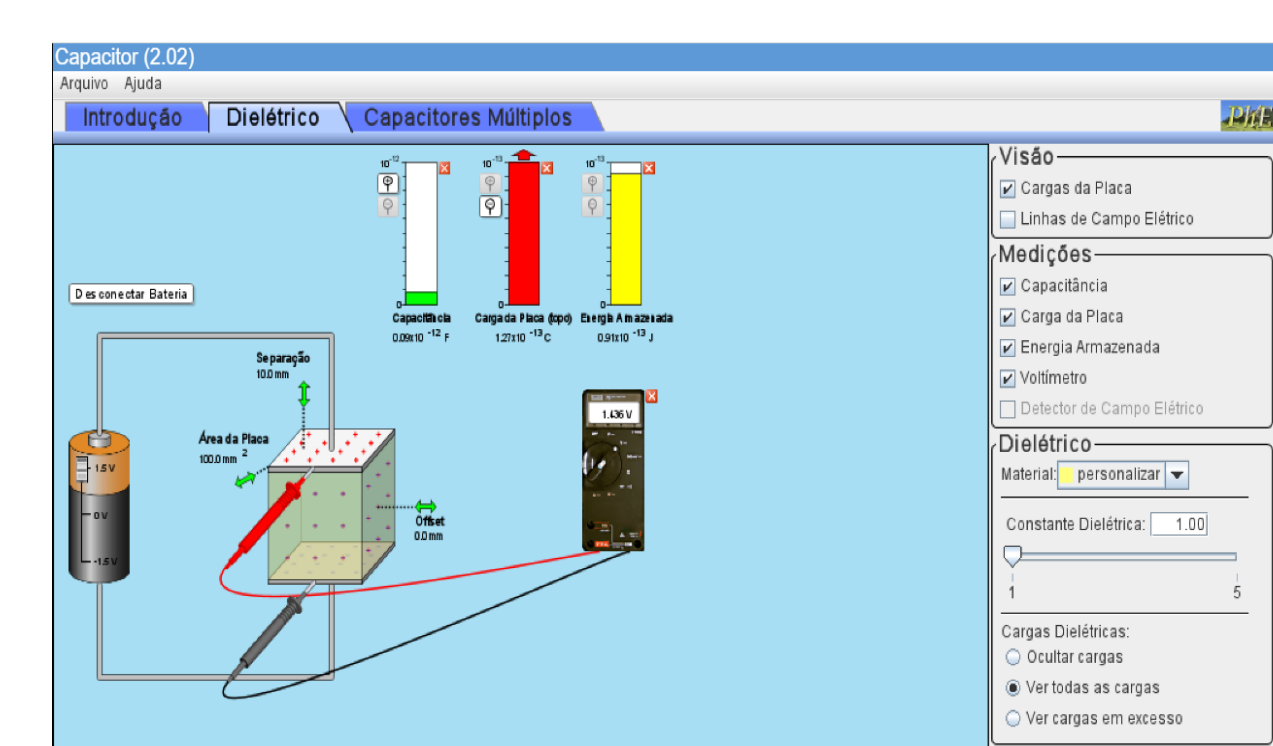 Capacitor (2.02)
Arquivo Ajuda
Introdução Dielétrico Capacitores Múltiplos
PhE
10⁻¹² 10⁻¹³ 10⁻¹³
0 0 0
Capacitância Carga da Placa (topo) Energia Armazenada
0.09x10 ⁻¹² F 1.27x10 ⁻¹³ C 0.91x10 ⁻¹³ J
Desconectar Bateria
Separação
10.0 mm
Área da Placa
100.0 mm ²
Offset
0.0 mm
1.5 V
0 V
-1.5 V
1.436 V
Visão
Cargas da Placa
Linhas de Campo Elétrico
Medições
Capacitância
Carga da Placa
Energia Armazenada
Voltímetro
Detector de Campo Elétrico
Dielétrico
Material: personalizar
Constante Dielétrica: 1.00
1 5
Cargas Dielétricas:
Ocultar cargas
Ver todas as cargas
Ver cargas em excesso